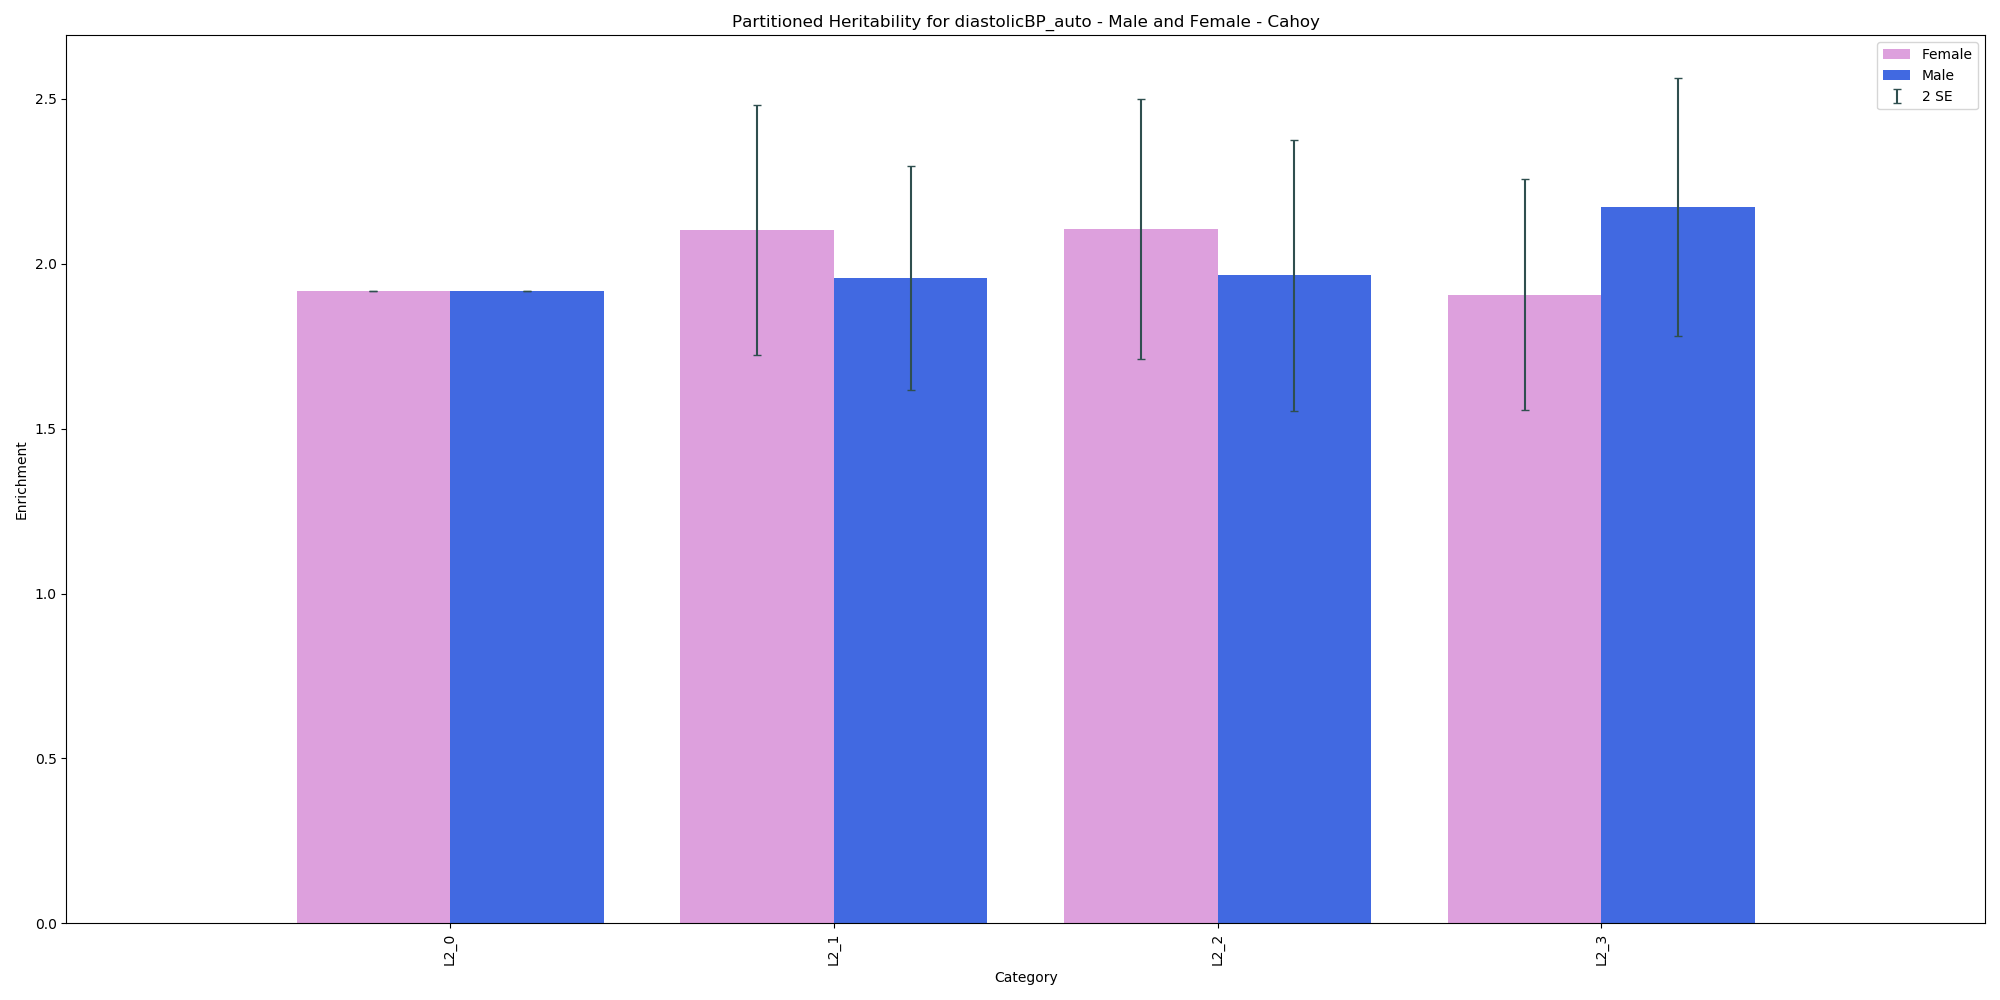 Partitioned Heritability for diastolicBP_auto - Male and Female - Cahoy
Female
Male
2 SE
2.5
2.0
1.5
1.0
0.5
0.0
Enrichment
L2_0
L2_1
L2_2
L2_3
Category